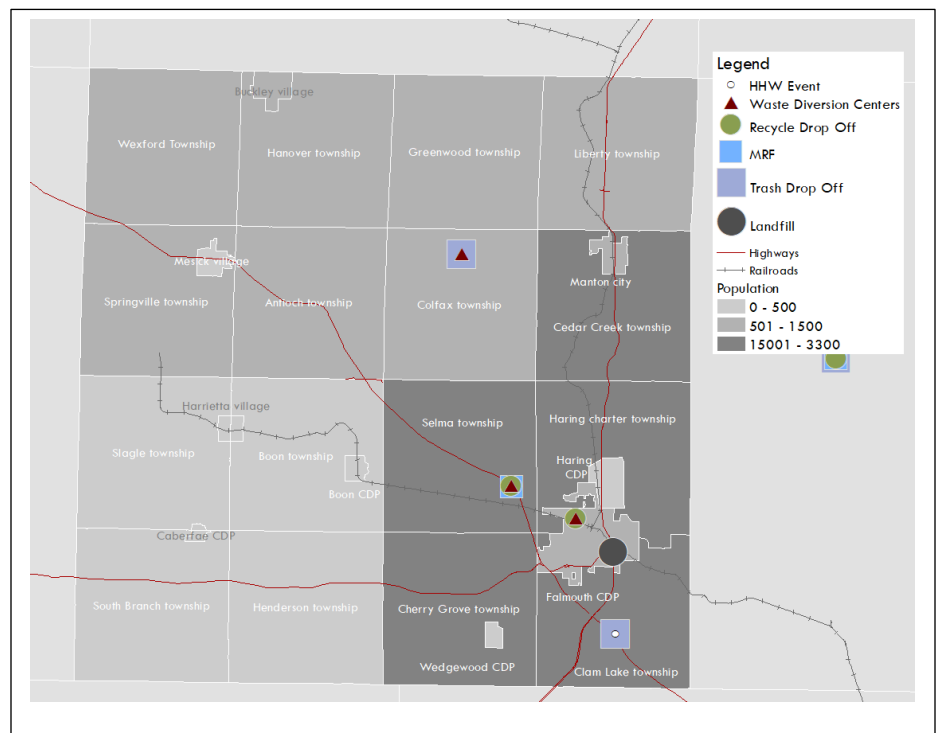 Legend
HHW Event
Waste Diversion Centers
Recycle Drop Off
MRF
Trash Drop Off
Landfill
Highways
Railroads
Population
0 - 500
501 - 1500
15001 - 3300
Buckley village
Wexford Township
Hanover township
Greenwood township
Liberty township
Mesick village
Manton city
Springville township
Antioch township
Colfax township
Cedar Creek township
Harrietta village
Selma township
Haring charter township
Slagle township
Boon township
Haring
CDP
Boon CDP
Caberfae CDP
South Branch township
Henderson township
Cherry Grove township
Falmouth CDP
Wedgewood CDP
Clam Lake township